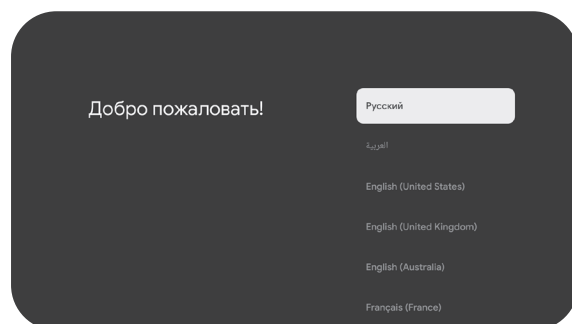 Добро пожаловать!
Русский
العربية
English (United States)
English (United Kingdom)
English (Australia)
Français (France)